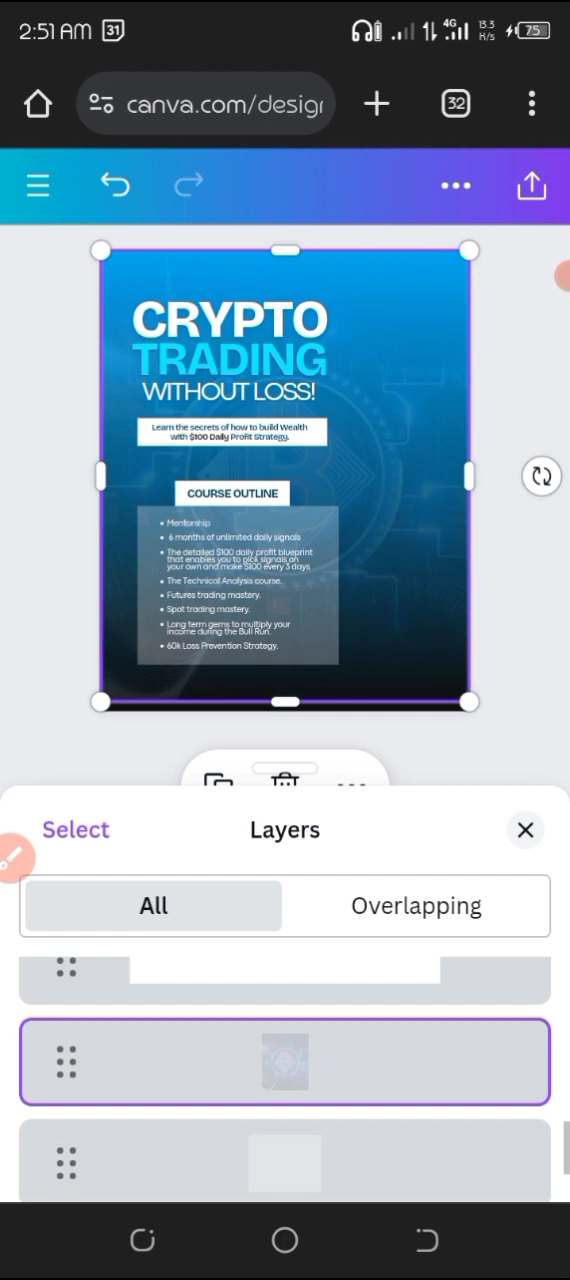 2:51 AM 31 4G 13.3 H/s 75
canva.com/desigr
32
CRYPTO
TRADING
WITHOUT LOSS!
Learn the secrets of how to build Wealth
with $100 Daily Profit Strategy.
COURSE OUTLINE
• Mentorship
• 6 months of unlimited daily signals
• The detailed $100 daily profit blueprint
that enables you to pick signals on
your own and make $100 every 3 days
• The Technical Analysis course.
• Futures trading mastery.
• Spot trading mastery.
• Long term gems to multiply your
income during the Bull Run.
• 60k Loss Prevention Strategy.
Select
Layers
All
Overlapping